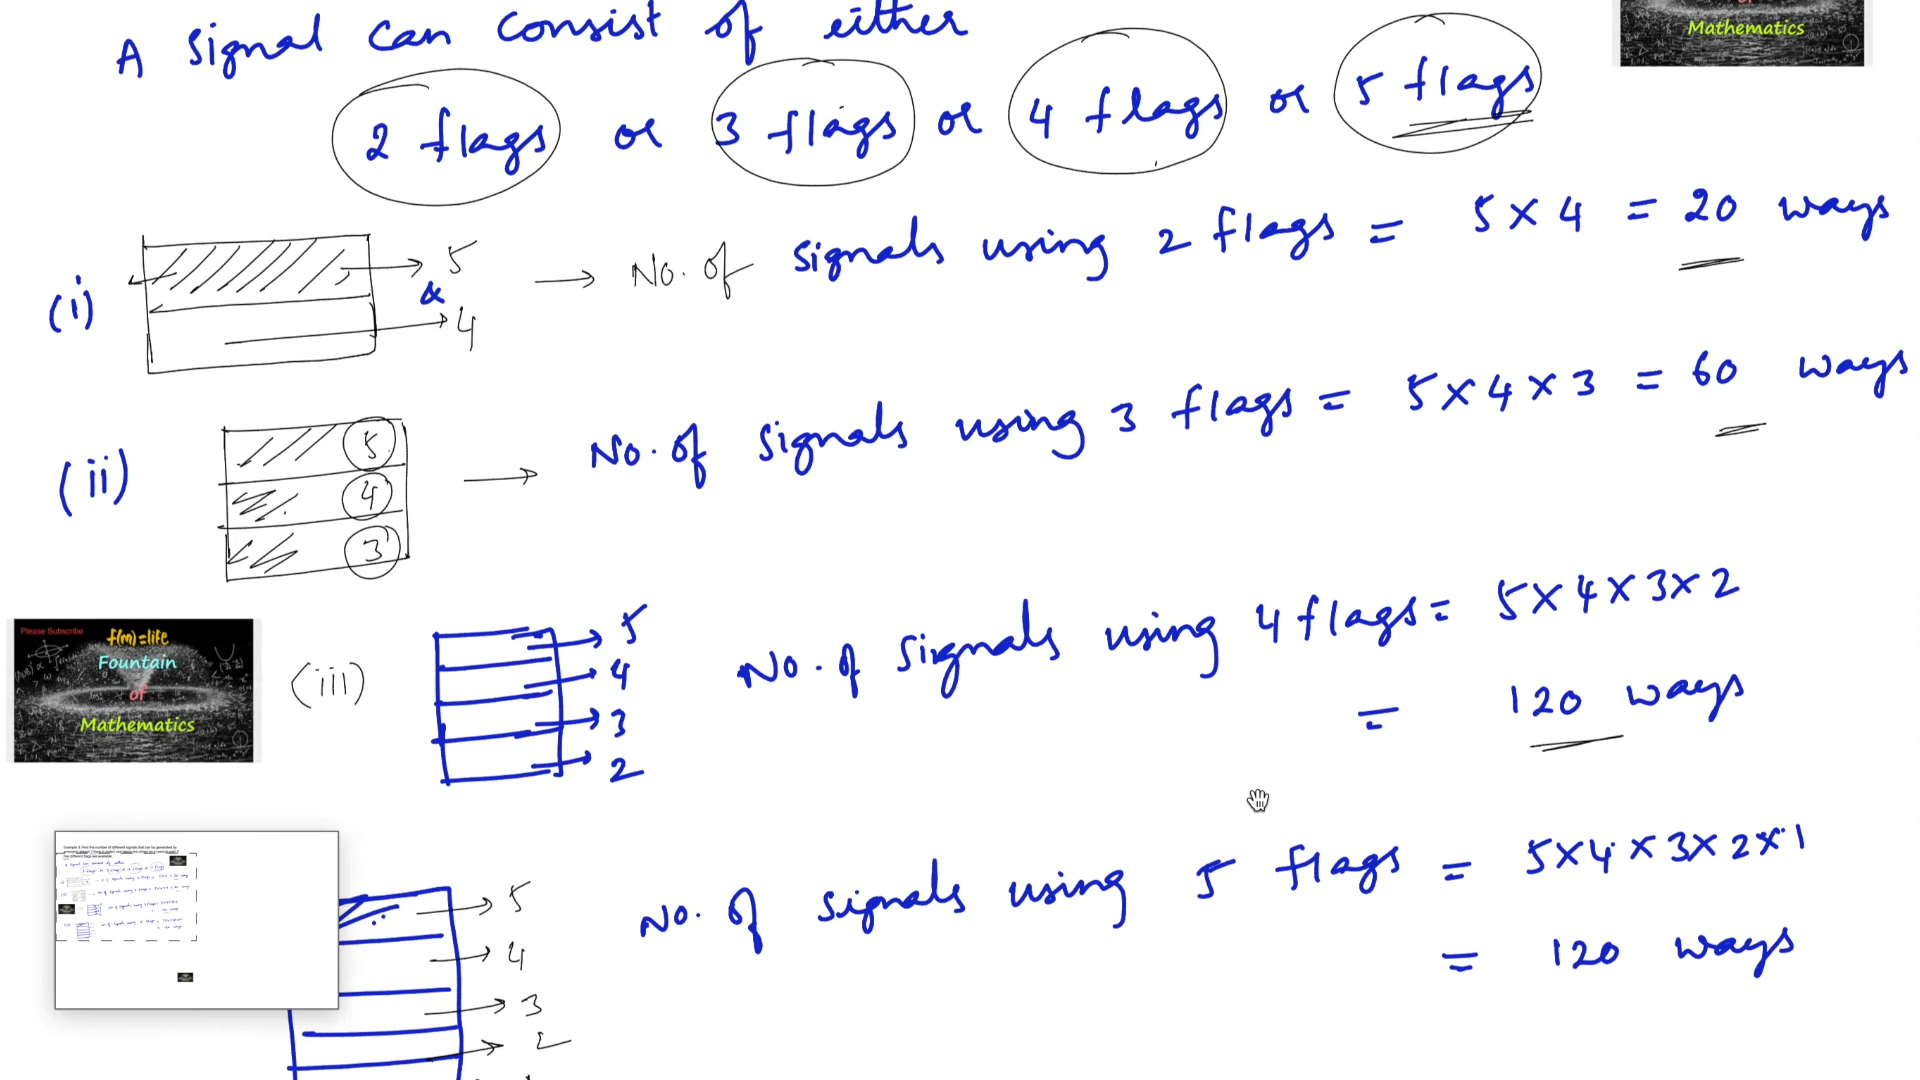 A signal can consist of either
Mathematics
2 flags or 3 flags or 4 flags or 5 flags
(i) 5 & 4 → No. of signals using 2 flags = 5 × 4 = 20 ways
(ii) 5 4 3 → No. of signals using 3 flags = 5 × 4 × 3 = 60 ways
Please Subscribe
f(m)=life
Fountain
of
Mathematics
(iii) 5 4 3 2 No. of signals using 4 flags = 5 × 4 × 3 × 2
= 120 ways
5 4 3 2 No. of signals using 5 flags = 5 × 4 × 3 × 2 × 1
= 120 ways